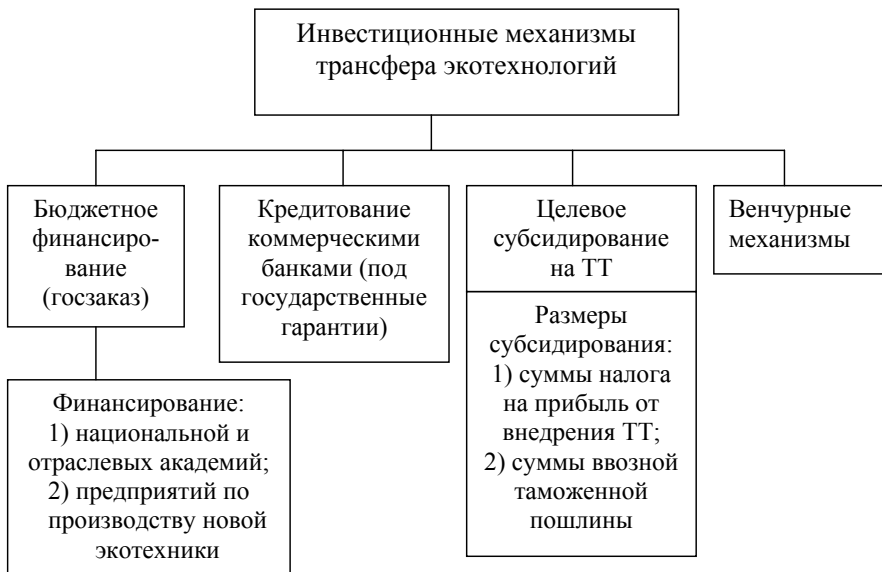 Инвестиционные механизмы
трансфера экотехнологий
Бюджетное
финансиро-
вание
(госзаказ)
Кредитование
коммерческими
банками (под
государственные
гарантии)
Целевое
субсидирование
на ТТ
Венчурные
механизмы
Финансирование:
1) национальной и
отраслевых академий;
2) предприятий по
производству новой
экотехники
Размеры
субсидирования:
1) суммы налога
на прибыль от
внедрения ТТ;
2) суммы ввозной
таможенной
пошлины